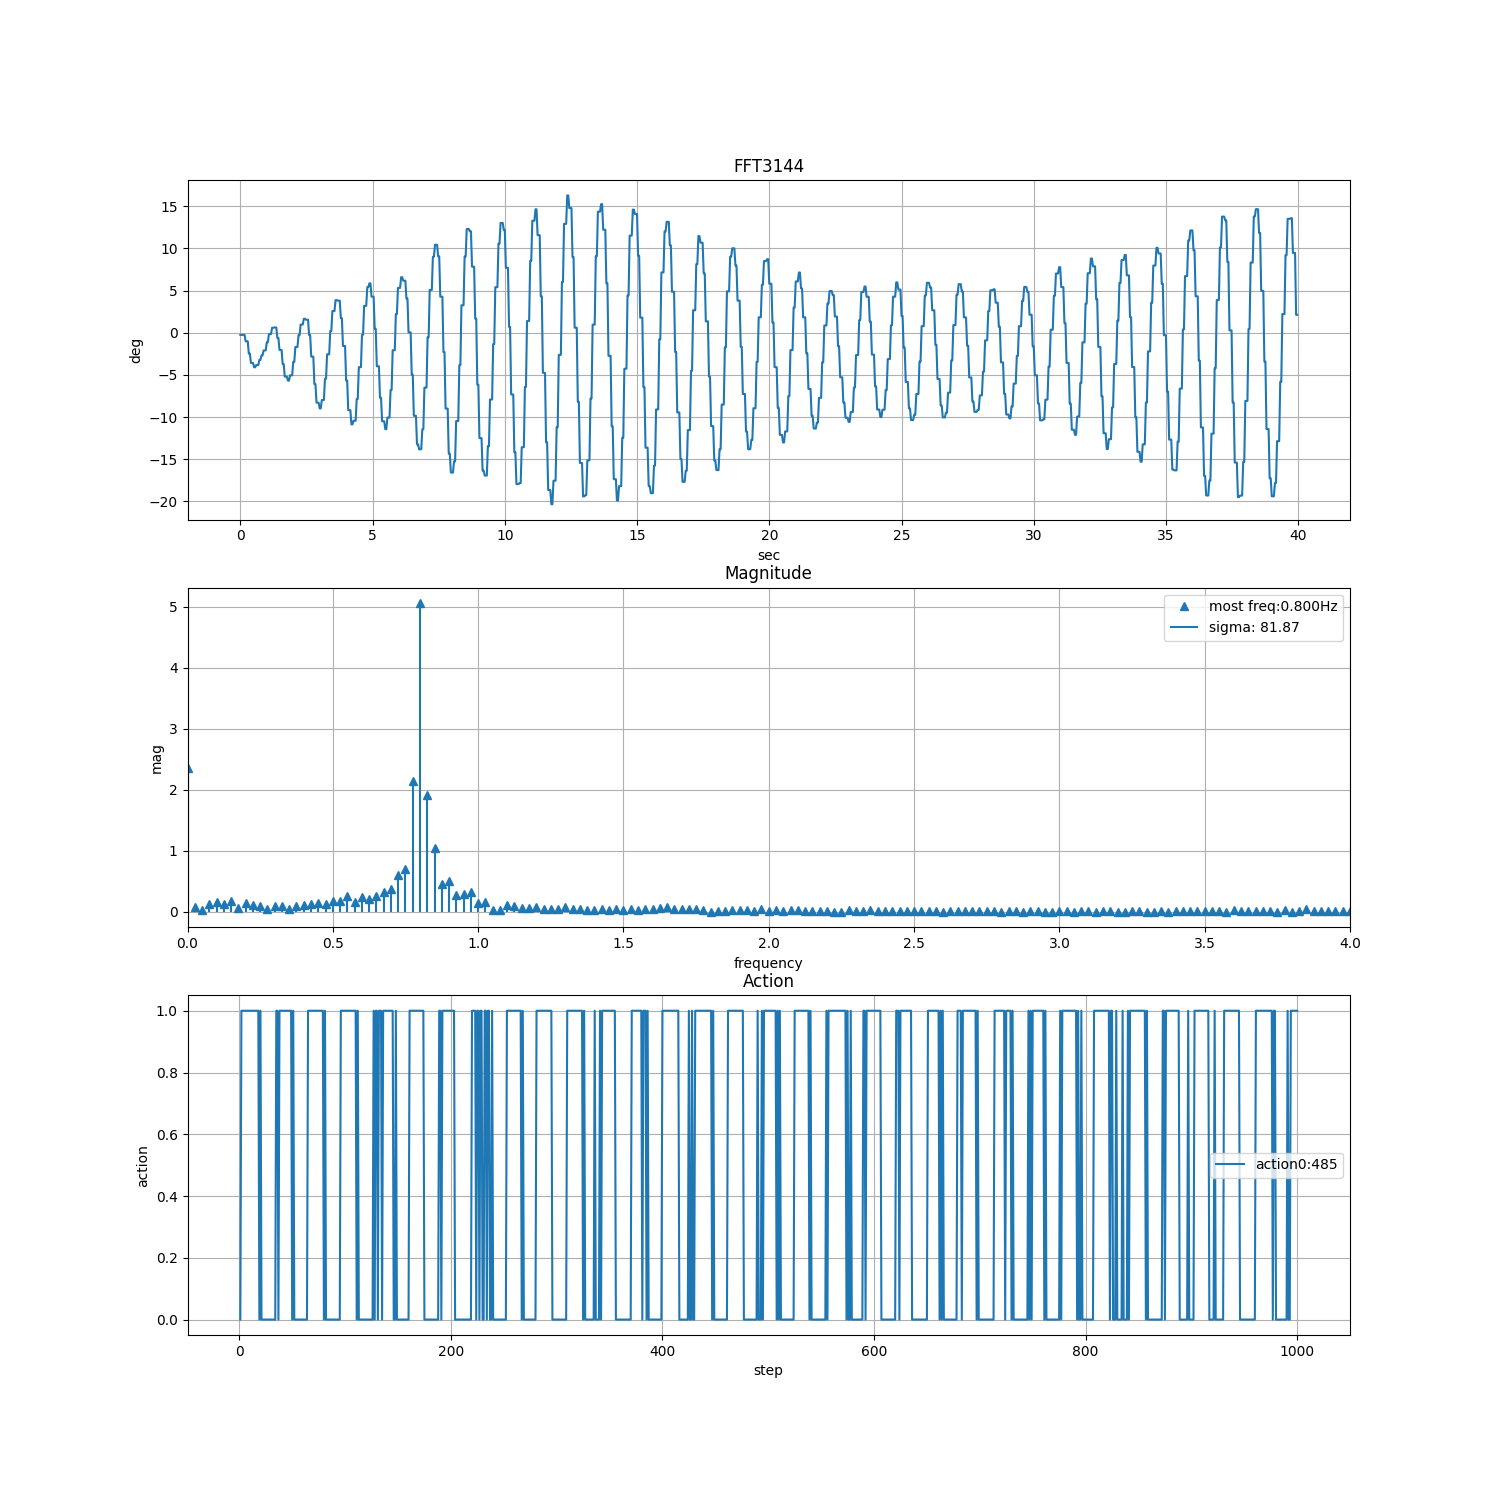 FFT3144
15
10
5
0
−5
−10
−15
−20
deg
0 5 10 15 20 25 30 35 40
sec
Magnitude
5
4
3
2
1
0
mag
most freq:0.800Hz
sigma: 81.87
0.0 0.5 1.0 1.5 2.0 2.5 3.0 3.5 4.0
frequency
Action
1.0
0.8
0.6
0.4
0.2
0.0
action
action0:485
0 200 400 600 800 1000
step